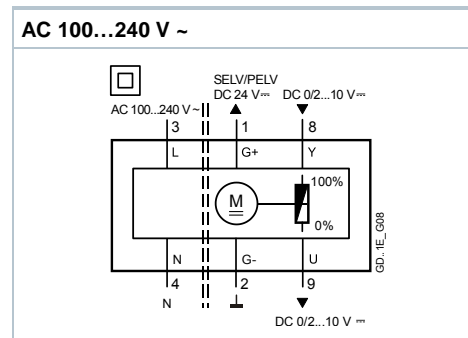 AC 100…240 V ~
SELV/PELV
AC 100...240 V ~ DC 24 V⎓ DC 0/2...10 V⎓
3 1 8
L G+ Y
100%
M
0%
N G- U
4 2 9
N
DC 0/2...10 V ⎓
GD..1E_G08